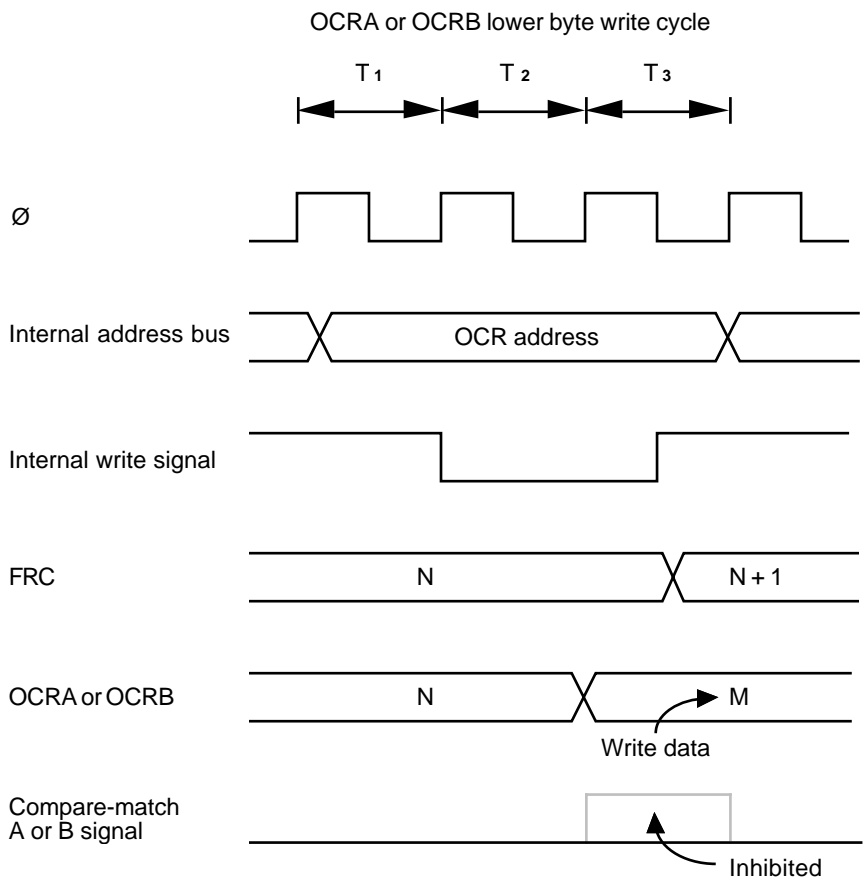 OCRA or OCRB lower byte write cycle
T1 T2 T3
Ø
Internal address bus
OCR address
Internal write signal
FRC
N
N + 1
OCRA or OCRB
N
M
Write data
Compare-match
A or B signal
Inhibited